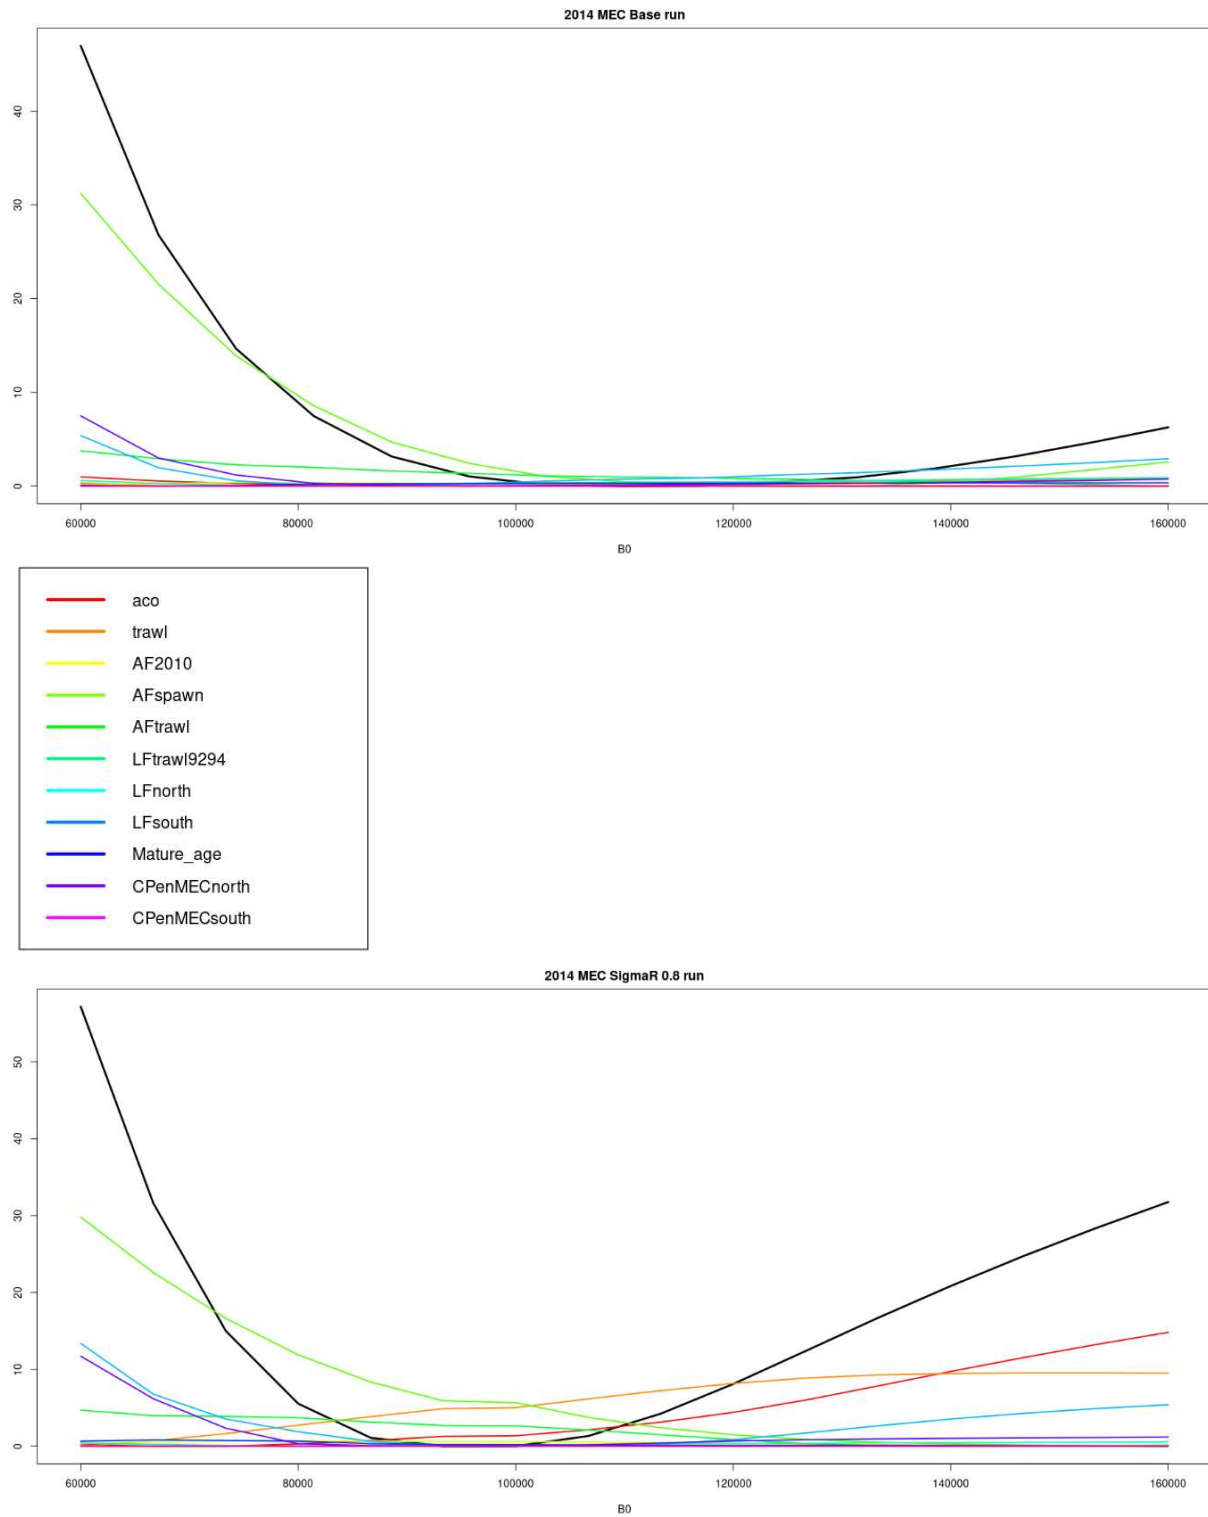 2014 MEC Base run
40
30
20
10
0
60000 80000 100000 120000 140000 160000
B0
aco
trawl
AF2010
AFspawn
AFtrawl
LFtrawl9294
LFnorth
LFsouth
Mature_age
CPenMECnorth
CPenMECsouth
2014 MEC SigmaR 0.8 run
50
40
30
20
10
0
60000 80000 100000 120000 140000 160000
B0